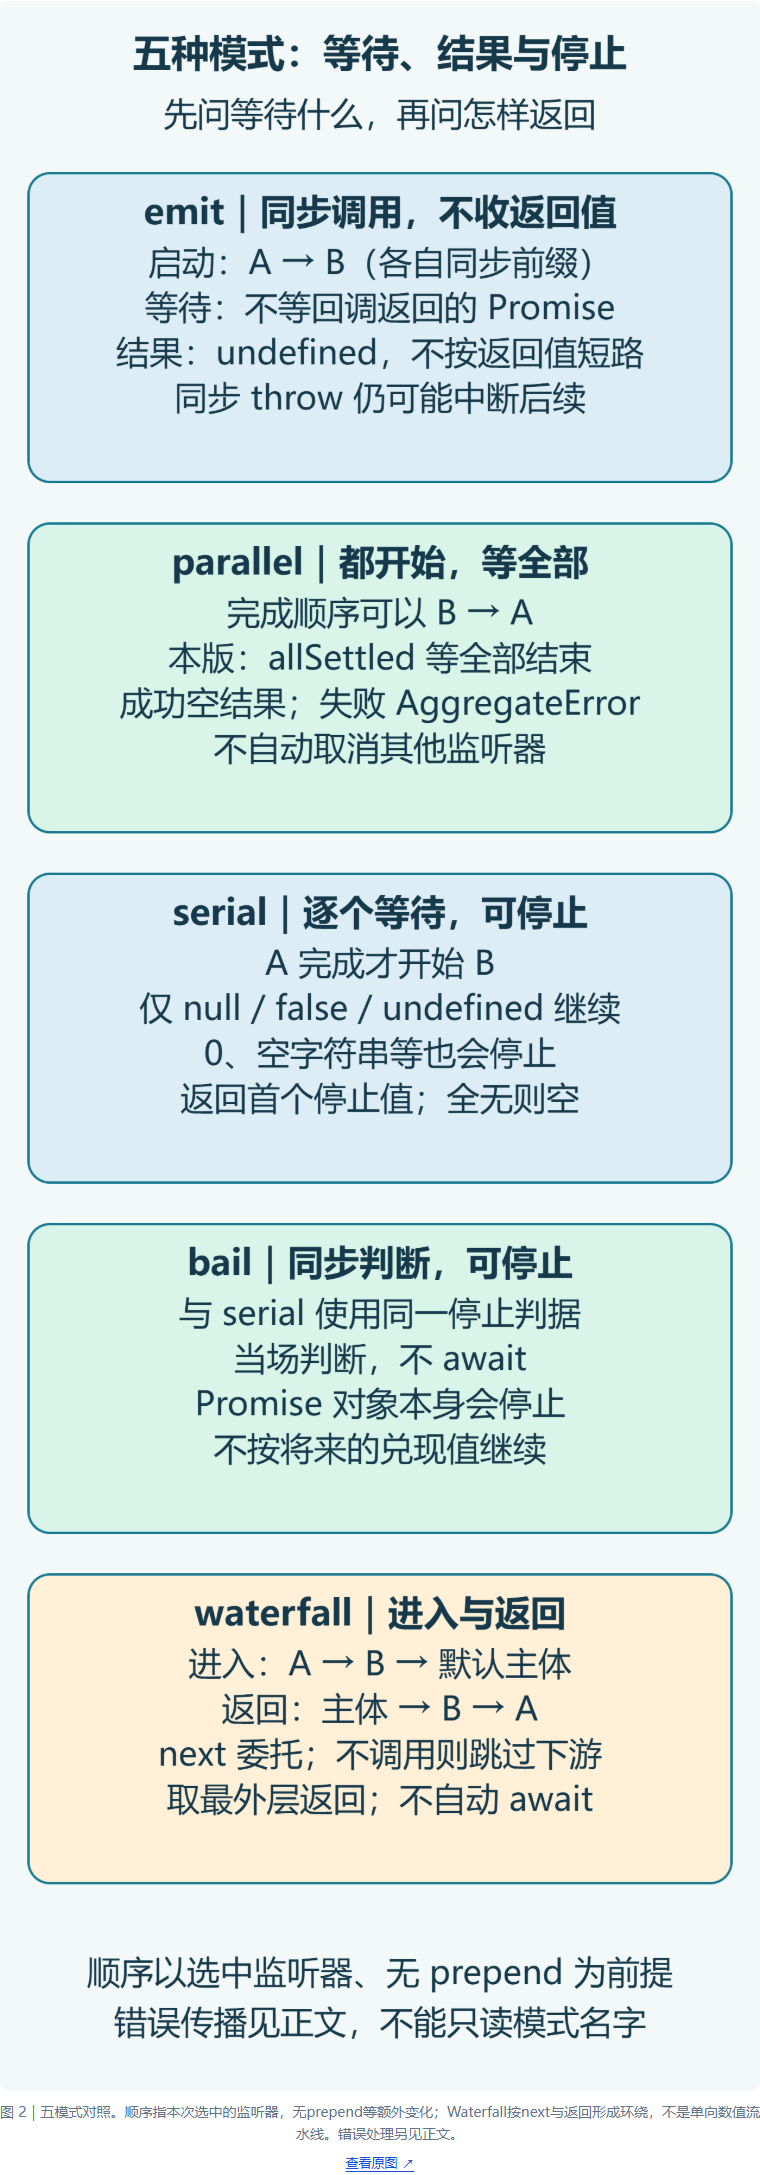 五种模式：等待、结果与停止
先问等待什么，再问怎样返回
emit｜同步调用，不收返回值
启动：A → B（各自同步前缀）
等待：不等回调返回的 Promise
结果：undefined，不按返回值短路
同步 throw 仍可能中断后续
parallel｜都开始，等全部
完成顺序可以 B → A
本版：allSettled 等全部结束
成功空结果；失败 AggregateError
不自动取消其他监听器
serial｜逐个等待，可停止
A 完成才开始 B
仅 null / false / undefined 继续
0、空字符串等也会停止
返回首个停止值；全无则空
bail｜同步判断，可停止
与 serial 使用同一停止判据
当场判断，不 await
Promise 对象本身会停止
不按将来的兑现值继续
waterfall｜进入与返回
进入：A → B → 默认主体
返回：主体 → B → A
next 委托；不调用则跳过下游
取最外层返回；不自动 await
顺序以选中监听器、无 prepend 为前提
错误传播见正文，不能只读模式名字
图 2｜五模式对照。顺序指本次选中的监听器，无prepend等额外变化；Waterfall按next与返回形成环绕，不是单向数值流
水线。错误处理另见正文。
查看原图 ↗